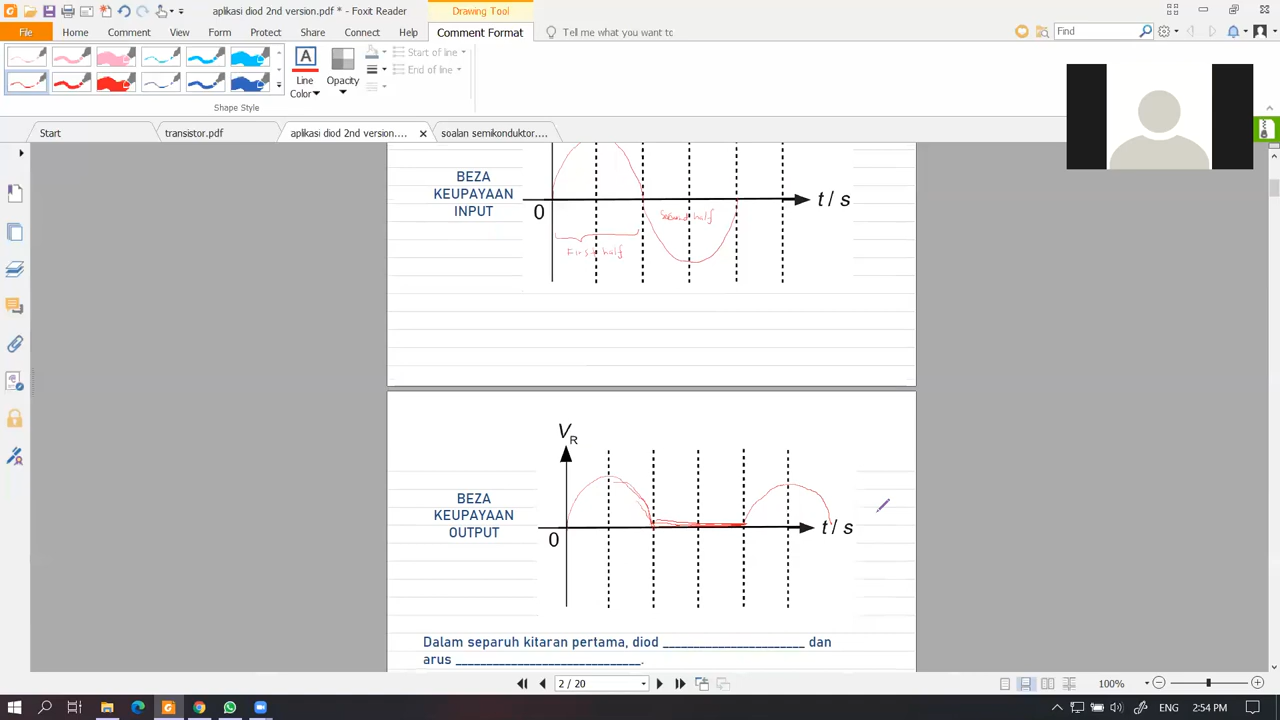 aplikasi diod 2nd version.pdf * - Foxit Reader
Drawing Tool
File Home Comment View Form Protect Share Connect Help Comment Format Tell me what you want to
Find
Start of line
End of line
Line
Color
Opacity
Shape Style
Start
transistor.pdf
aplikasi diod 2nd version....
soalan semikonduktor....
BEZA
KEUPAYAAN
INPUT
0
t / s
First half
Second half
VR
BEZA
KEUPAYAAN
OUTPUT
0
t / s
Dalam separuh kitaran pertama, diod ________________________ dan
arus _______________________________.
2 / 20
100%
ENG 2:54 PM